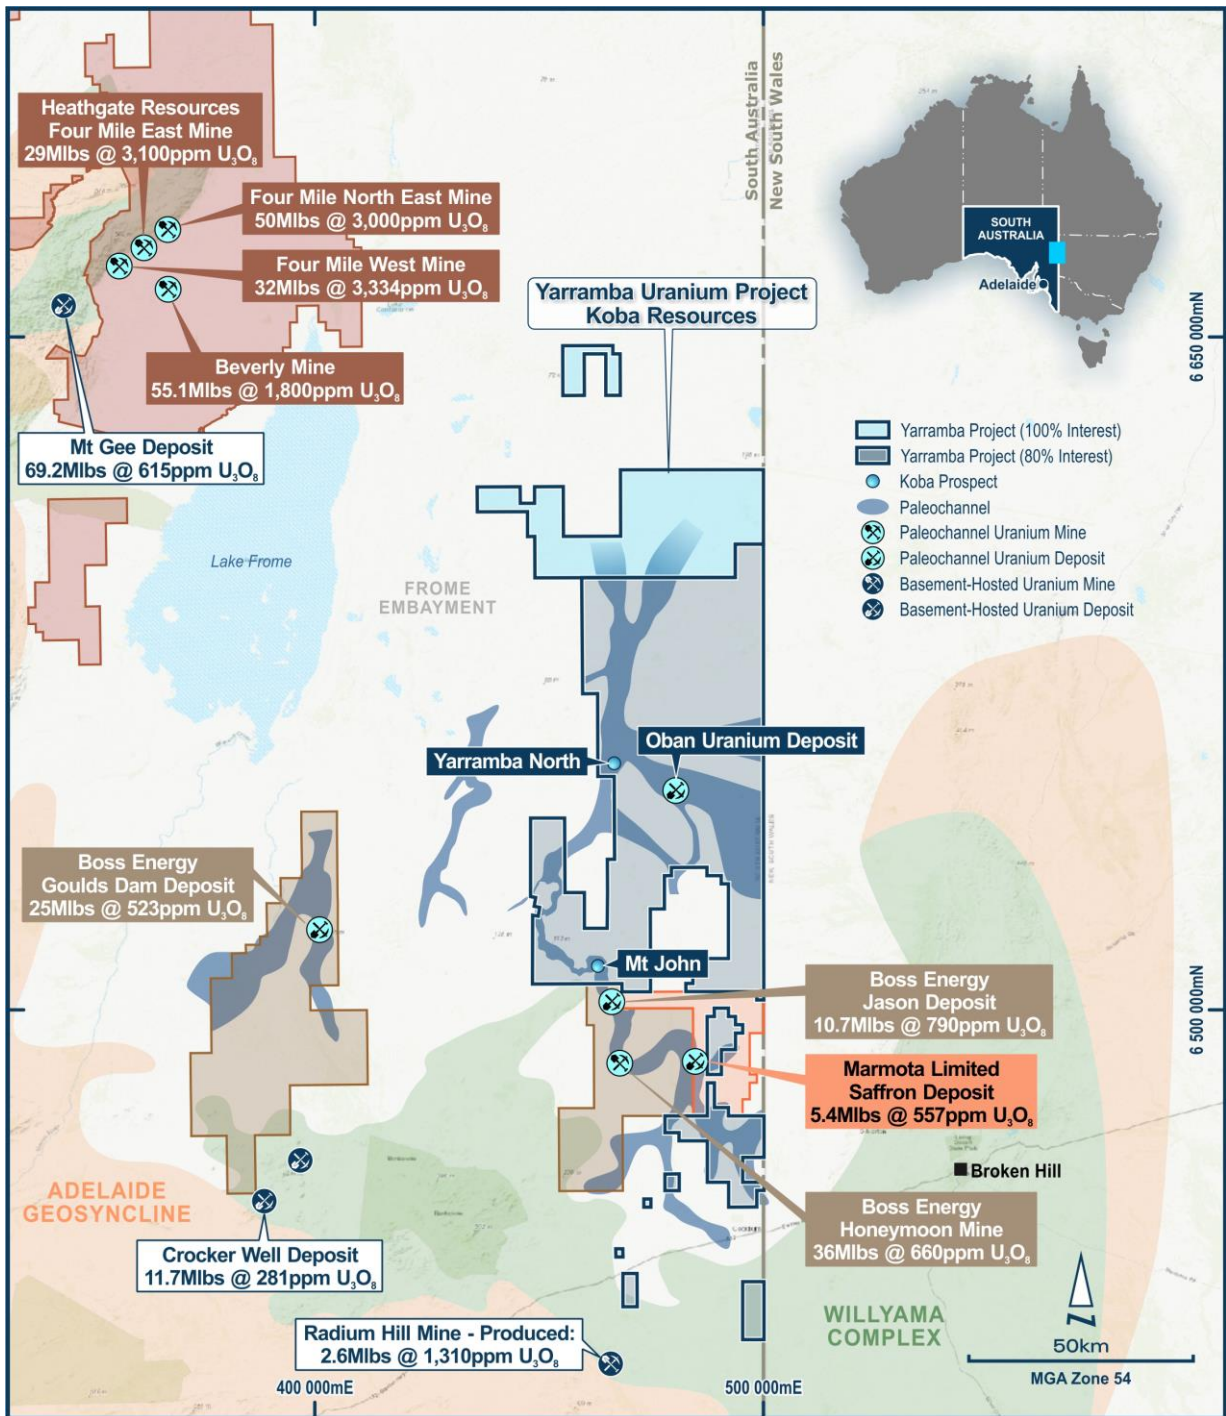 Heathgate Resources
Four Mile East Mine
29Mlbs @ 3,100ppm U₃O₈
Four Mile North East Mine
50Mlbs @ 3,000ppm U₃O₈
Four Mile West Mine
32Mlbs @ 3,334ppm U₃O₈
Beverly Mine
55.1Mlbs @ 1,800ppm U₃O₈
Mt Gee Deposit
69.2Mlbs @ 615ppm U₃O₈
South Australia
New South Wales
SOUTH
AUSTRALIA
Adelaide
Yarramba Uranium Project
Koba Resources
6 650 000mN
Yarramba Project (100% Interest)
Yarramba Project (80% Interest)
Koba Prospect
Paleochannel
Paleochannel Uranium Mine
Paleochannel Uranium Deposit
Basement-Hosted Uranium Mine
Basement-Hosted Uranium Deposit
Lake Frome
FROME
EMBAYMENT
Yarramba North
Oban Uranium Deposit
Boss Energy
Goulds Dam Deposit
25Mlbs @ 523ppm U₃O₈
Mt John
Boss Energy
Jason Deposit
10.7Mlbs @ 790ppm U₃O₈
6 500 000mN
Marmota Limited
Saffron Deposit
5.4Mlbs @ 557ppm U₃O₈
Broken Hill
ADELAIDE
GEOSYNCLINE
Boss Energy
Honeymoon Mine
36Mlbs @ 660ppm U₃O₈
Crocker Well Deposit
11.7Mlbs @ 281ppm U₃O₈
WILLYAMA
COMPLEX
Radium Hill Mine - Produced:
2.6Mlbs @ 1,310ppm U₃O₈
N
50km
MGA Zone 54
400 000mE
500 000mE